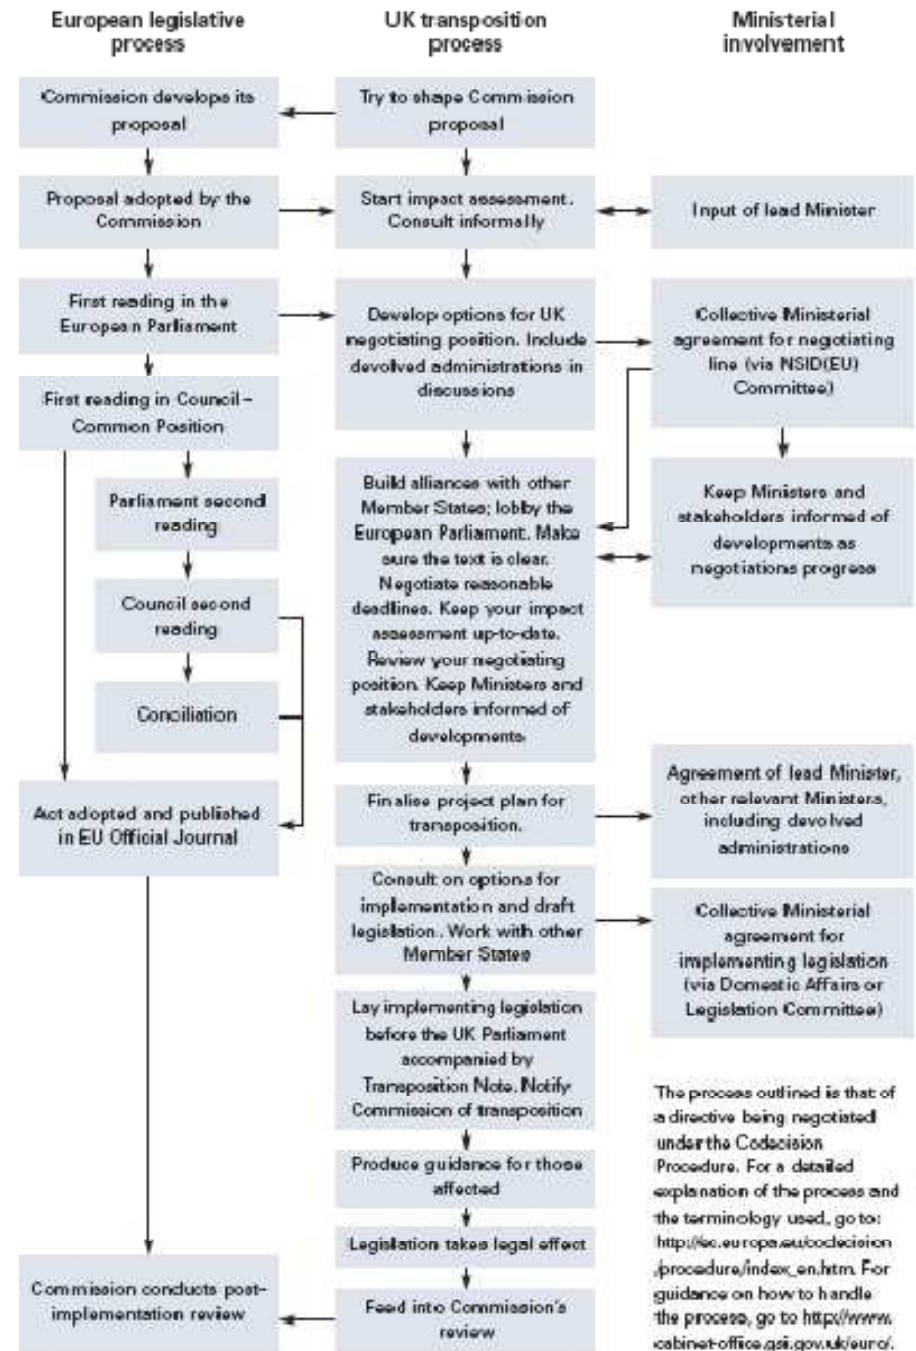 European legislative
process
UK transposition
process
Ministerial
involvement
Commission develops its
proposal
Try to shape Commission
proposal
Proposal adopted by the
Commission
Start impact assessment.
Consult informally
Input of lead Minister
First reading in the
European Parliament
Develop options for UK
negotiating position. Include
devolved administrations in
discussions
Collective Ministerial
agreement for negotiating
line (via NSID(EU)
Committee)
First reading in Council –
Common Position
Parliament second
reading
Build alliances with other
Member States; lobby the
European Parliament. Make
sure the text is clear.
Negotiate reasonable
deadlines. Keep your impact
assessment up-to-date.
Review your negotiating
position. Keep Ministers and
stakeholders informed of
developments
Keep Ministers and
stakeholders informed of
developments as
negotiations progress
Council second
reading
Conciliation
Act adopted and published
in EU Official Journal
Finalise project plan for
transposition.
Agreement of lead Minister,
other relevant Ministers,
including devolved
administrations
Consult on options for
implementation and draft
legislation. Work with other
Member States
Collective Ministerial
agreement for
implementing legislation
(via Domestic Affairs or
Legislation Committee)
Lay implementing legislation
before the UK Parliament
accompanied by
Transposition Note. Notify
Commission of transposition
Produce guidance for those
affected
Legislation takes legal effect
Commission conducts post-
implementation review
Feed into Commission's
review
The process outlined is that of
a directive being negotiated
under the Codecision
Procedure. For a detailed
explanation of the process and
the terminology used, go to:
http://ec.europa.eu/codecision
/procedure/index_en.htm. For
guidance on how to handle
the process, go to http://www.
cabinet-office.gsi.gov.uk/euro/.